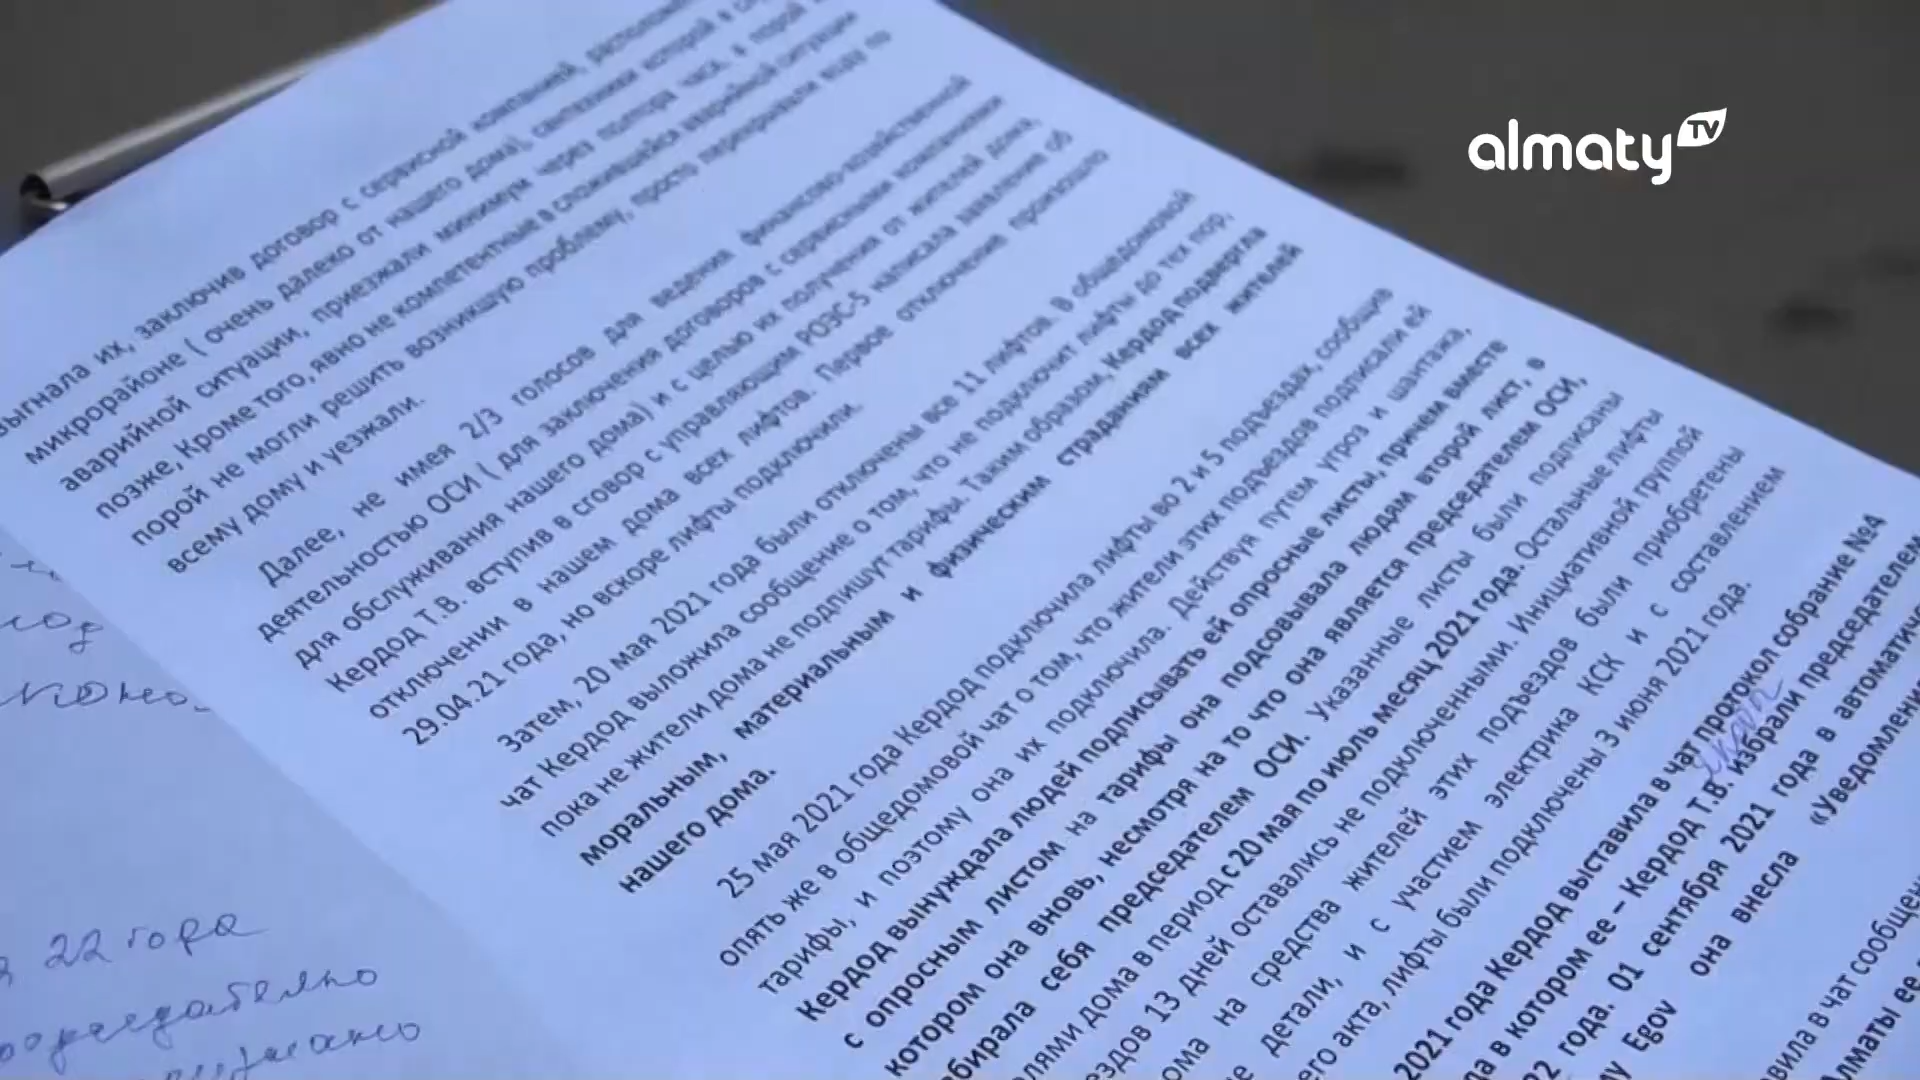 выгнала их, заключив договор с сервисной компанией,
микрорайоне ( очень далеко от нашего дома), сантехники которой в
аварийной ситуации, приезжали минимум через полтора часа, а порой
позже, Кроме того, явно не компетентные в сложившейся аварийной ситуации
порой не могли решить возникшую проблему, просто перекрывали воду по
всему дому и уезжали.
Далее, не имея 2/3 голосов для ведения финансово-хозяйственной
деятельностью ОСИ ( для заключения договоров с сервисными компаниями
для обслуживания нашего дома) и с целью их получения от жителей дома,
Кердод Т.В. вступив в сговор с управляющим РОЭС-5 написала заявление об
отключении в нашем дома всех лифтов. Первое отключение произошло
29.04.21 года, но вскоре лифты подключили.
Затем, 20 мая 2021 года были отключены все 11 лифтов. В общедомовой
чат Кердод выложила сообщение о том, что не подключит лифты до тех пор,
пока не жители дома не подпишут тарифы. Таким образом, Кердод подвергла
моральным, материальным и физическим страданиям всех жителей
нашего дома.
25 мая 2021 года Кердод подключила лифты во 2 и 5 подъездах, сообщив
опять же в общедомовой чат о том, что жители этих подъездов подписали ей
тарифы, и поэтому она их подключила. Действуя путем угроз и шантажа,
Кердод вынуждала людей подписывать ей опросные листы, причем вместе
с опросным листом на тарифы она подсовывала людям второй лист, в
котором она вновь, несмотря на то что она является председателем ОСИ,
збирала себя председателем ОСИ. Указанные листы были подписаны
лями дома в период с 20 мая по июль месяц 2021 года. Остальные лифты
ездов 13 дней оставались не подключенными. Инициативной группой
ома на средства жителей этих подъездов были приобретены
е детали, и с участием электрика КСК и с составлением
его акта, лифты были подключены 3 июня 2021 года.
2021 года Кердод выставила в чат протокол собрание №4
да в котором ее – Кердод Т.В. избрали председателем
22 года. 01 сентября 2021 года в
Egov она внесла «Уведомлени
вила в чат сообщен
Алматы ее
22 года